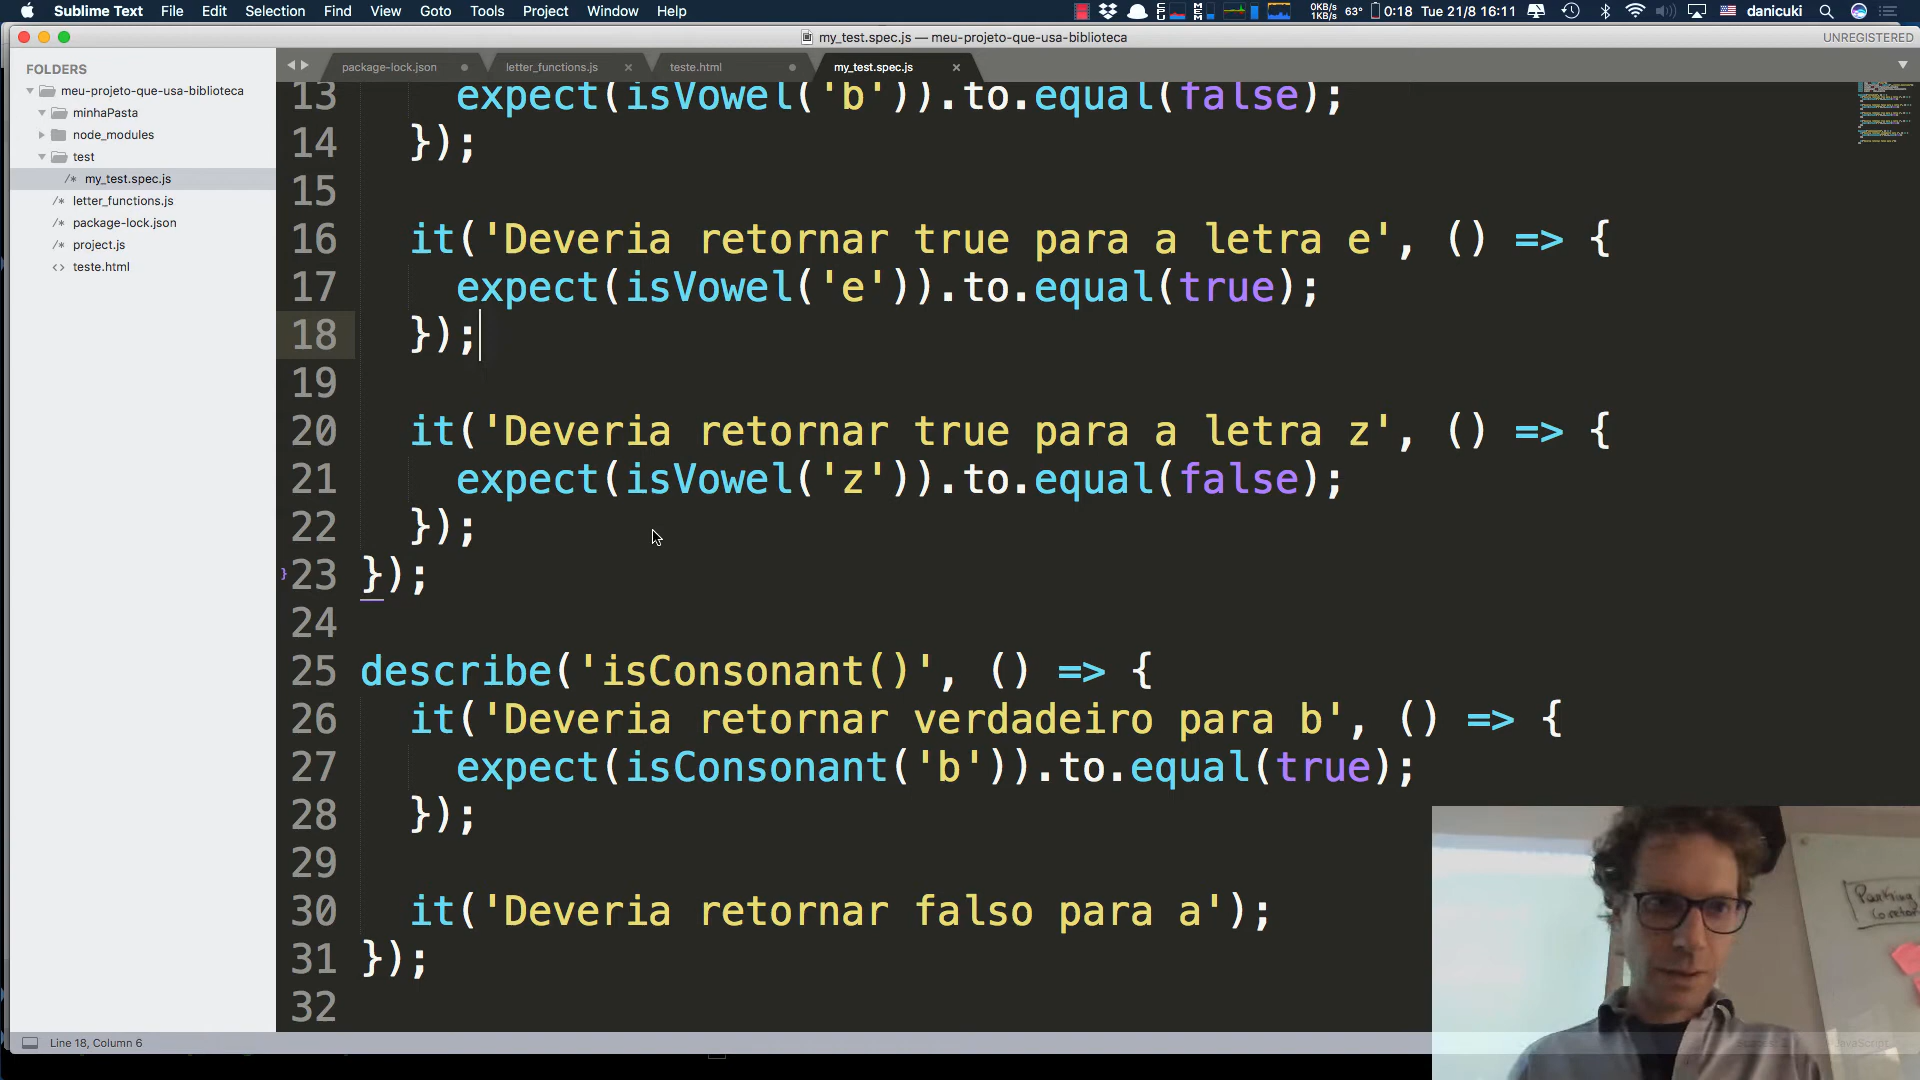 Sublime Text File Edit Selection Find View Goto Tools Project Window Help 0KB/s 1KB/s 63° 0:18 Tue 21/8 16:11 danicuki
my_test.spec.js — meu-projeto-que-usa-biblioteca UNREGISTERED
FOLDERS
meu-projeto-que-usa-biblioteca
minhaPasta
node_modules
test
/* my_test.spec.js
/* letter_functions.js
/* package-lock.json
/* project.js
<> teste.html
package-lock.json letter_functions.js teste.html my_test.spec.js
13 expect(isVowel('b')).to.equal(false);
14 });
15
16 it('Deveria retornar true para a letra e', () => {
17 expect(isVowel('e')).to.equal(true);
18 });
19
20 it('Deveria retornar true para a letra z', () => {
21 expect(isVowel('z')).to.equal(false);
22 });
23 });
24
25 describe('isConsonant()', () => {
26 it('Deveria retornar verdadeiro para b', () => {
27 expect(isConsonant('b')).to.equal(true);
28 });
29
30 it('Deveria retornar falso para a');
31 });
32
Line 18, Column 6
Parking